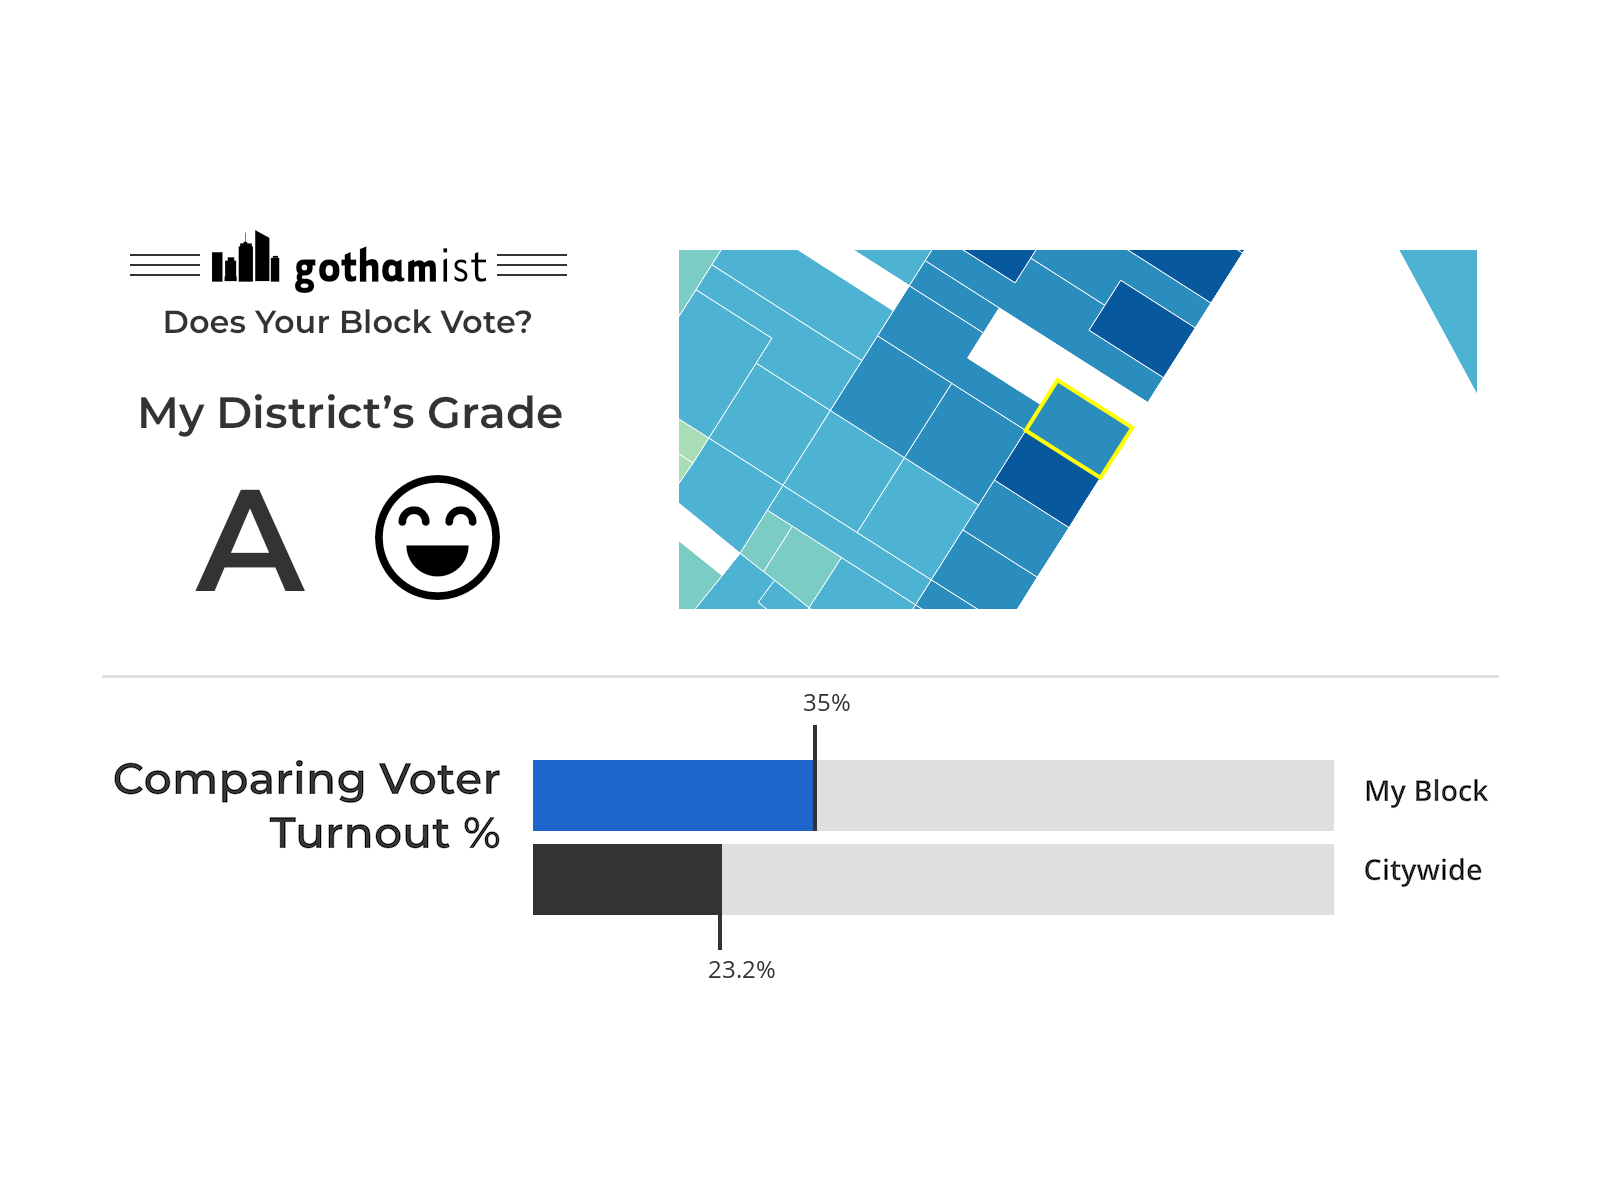 gothamist
Does Your Block Vote?
My District’s Grade
A
35%
Comparing Voter
Turnout %
My Block
Citywide
23.2%